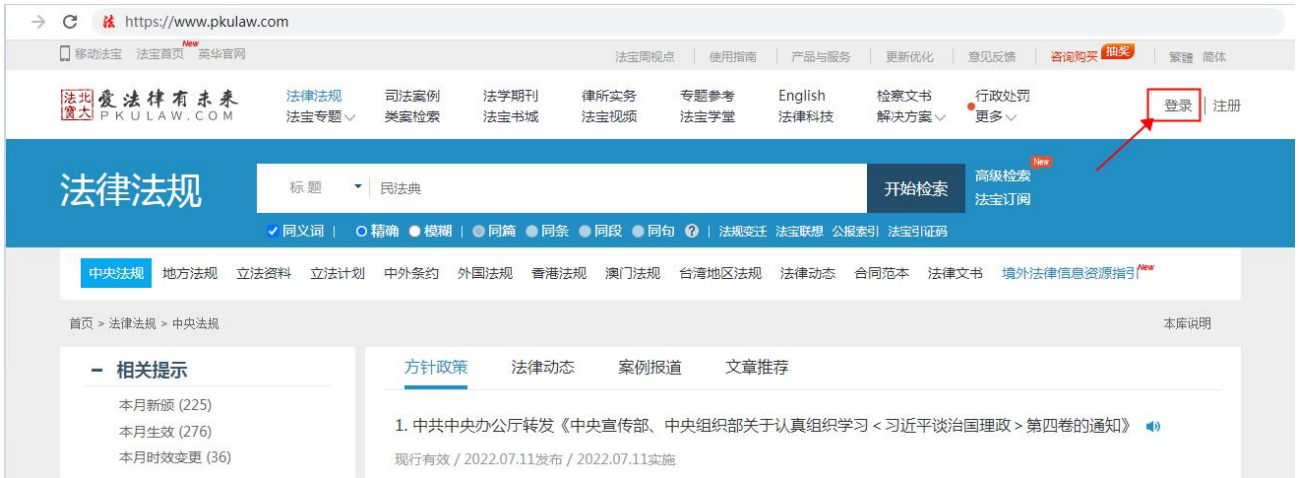 https://www.pkulaw.com
移动法宝 法宝首页 New 英华官网 法宝周视点 | 使用指南 | 产品与服务 | 更新优化 | 意见反馈 | 咨询购买 抽奖 | 繁體 简体
法 北大法宝 爱法律有未来 法律法规 司法案例 法学期刊 律所实务 专题参考 English 检察文书 行政处罚 登录 | 注册
PKULAW.COM 法宝专题 类案检索 法宝书城 法宝视频 法宝学堂 法律科技 解决方案 更多
法律法规 标题 民法典 开始检索 高级检索 New
法宝订阅
同义词 | 精确 模糊 | 同篇 同条 同段 同句 ? | 法规变迁 法宝联想 公报索引 法宝引证码
中央法规 地方法规 立法资料 立法计划 中外条约 外国法规 香港法规 澳门法规 台湾地区法规 法律动态 合同范本 法律文书 境外法律信息资源指引 New
首页 > 法律法规 > 中央法规 本库说明
相关提示 方针政策 法律动态 案例报道 文章推荐
本月新颁 (225)
本月生效 (276) 1. 中共中央办公厅转发《中央宣传部、中央组织部关于认真组织学习＜习近平谈治国理政＞第四卷的通知》
本月时效变更 (36) 现行有效 / 2022.07.11发布 / 2022.07.11实施